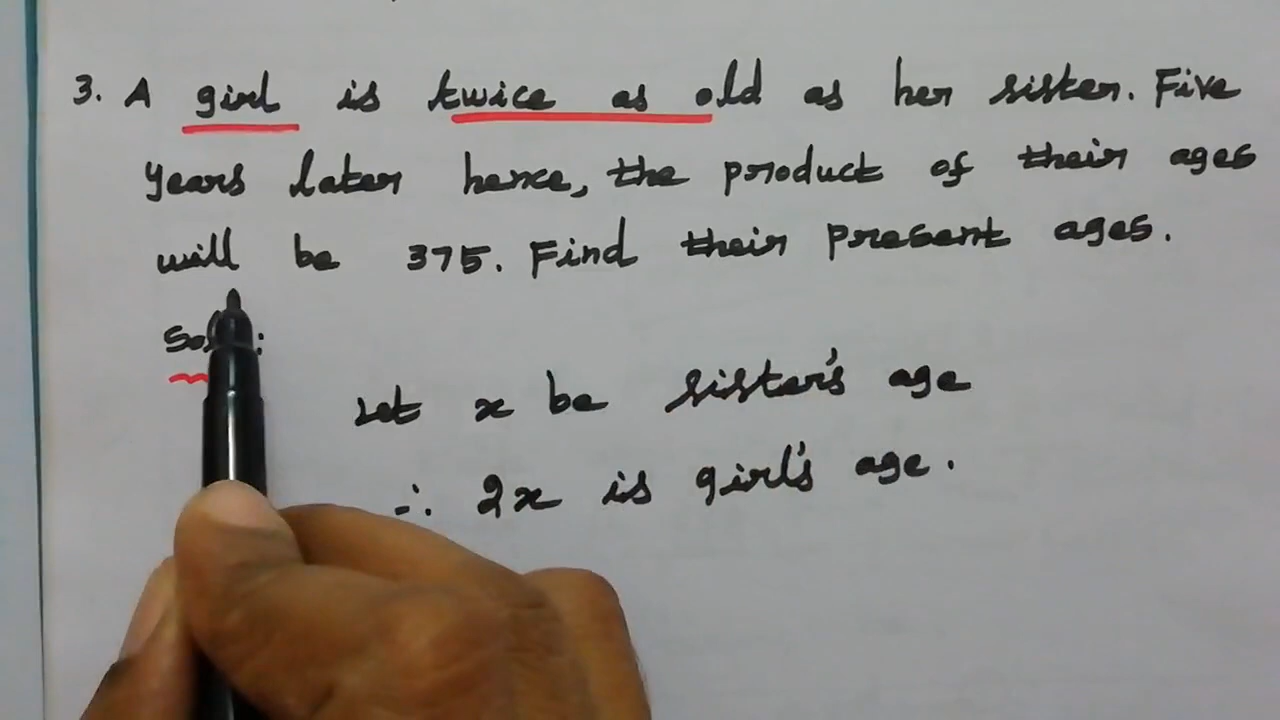 3. A girl is twice as old as her sister. Five
years later hence, the product of their ages
will be 375. Find their present ages.
Let x be sister's age
∴ 2x is girl's age.